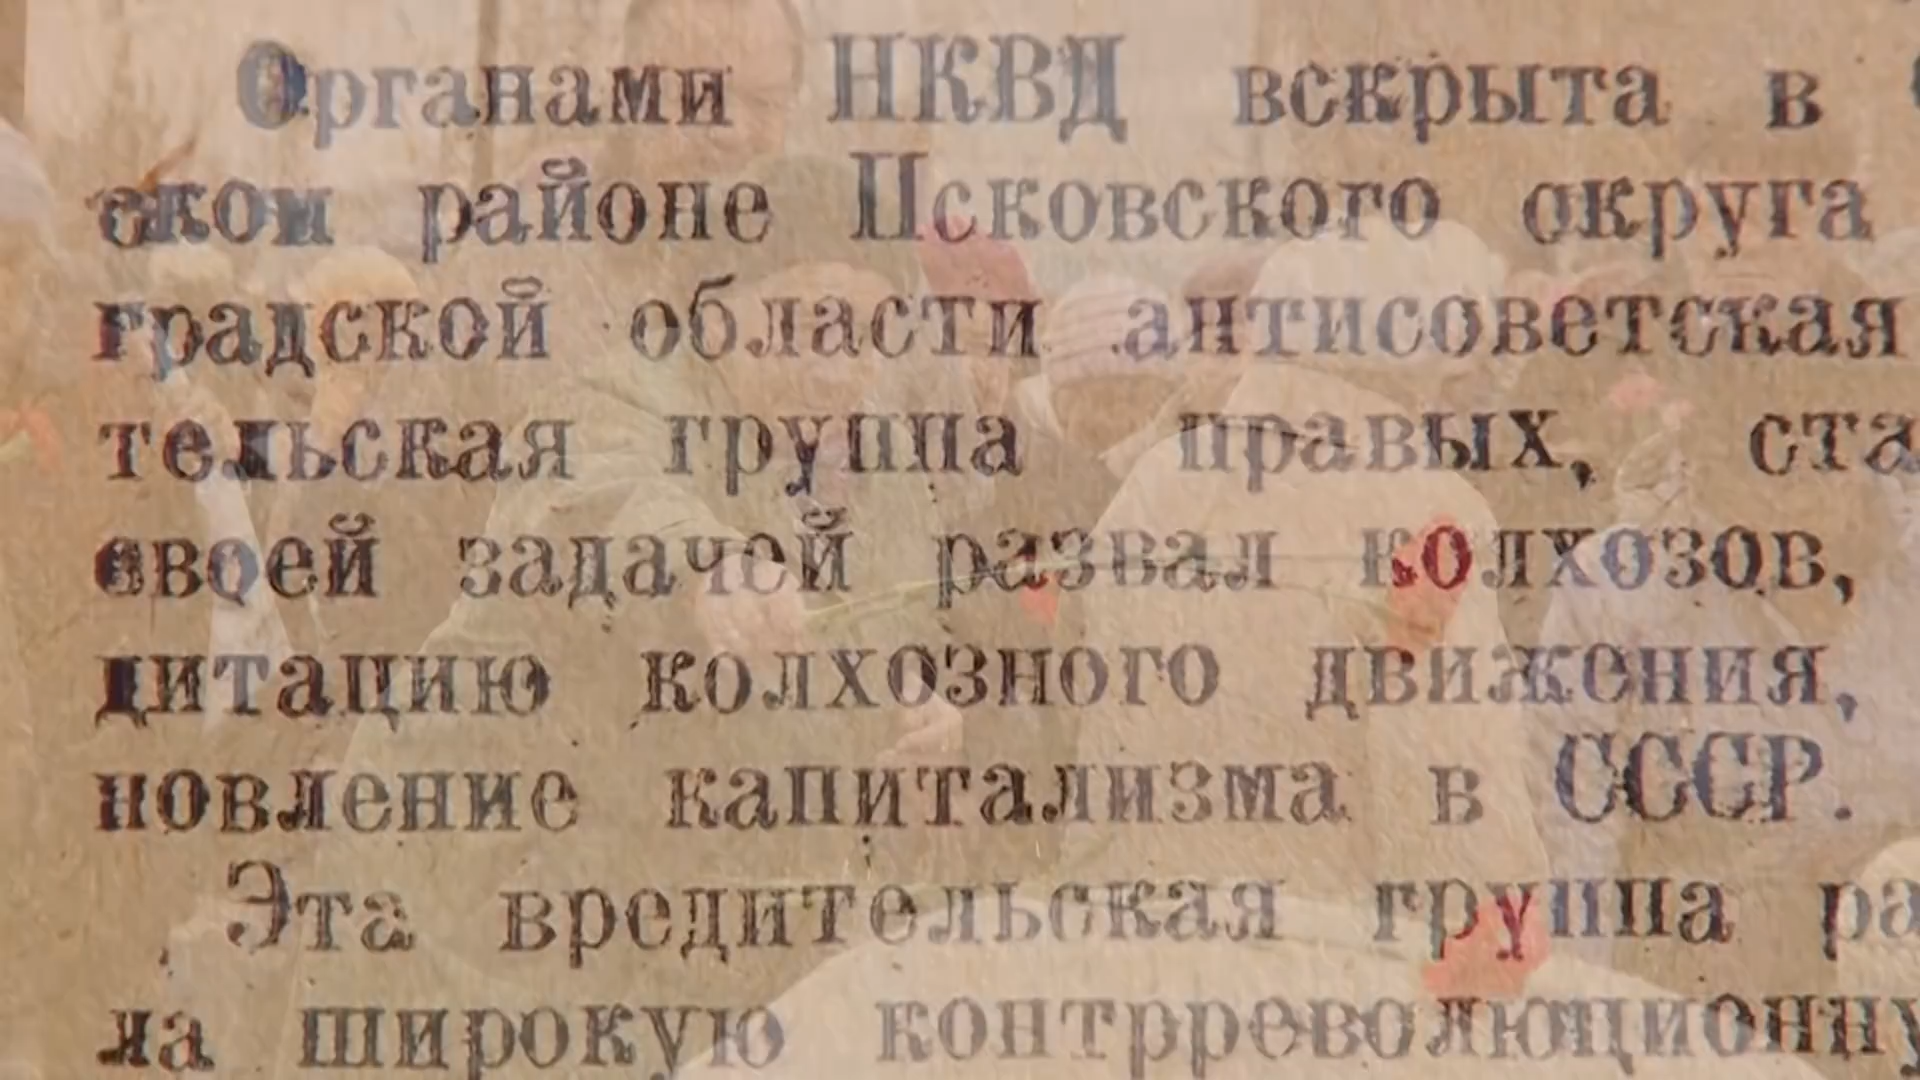 Органами НКВД вскрыта в
ском районе Псковского округа
градской области антисоветская
тельская группа правых, ста
своей задачей развал колхозов,
дитацию колхозного движения,
новление капитализма в СССР.
Эта вредительская группа ра
ла широкую контрреволюционну